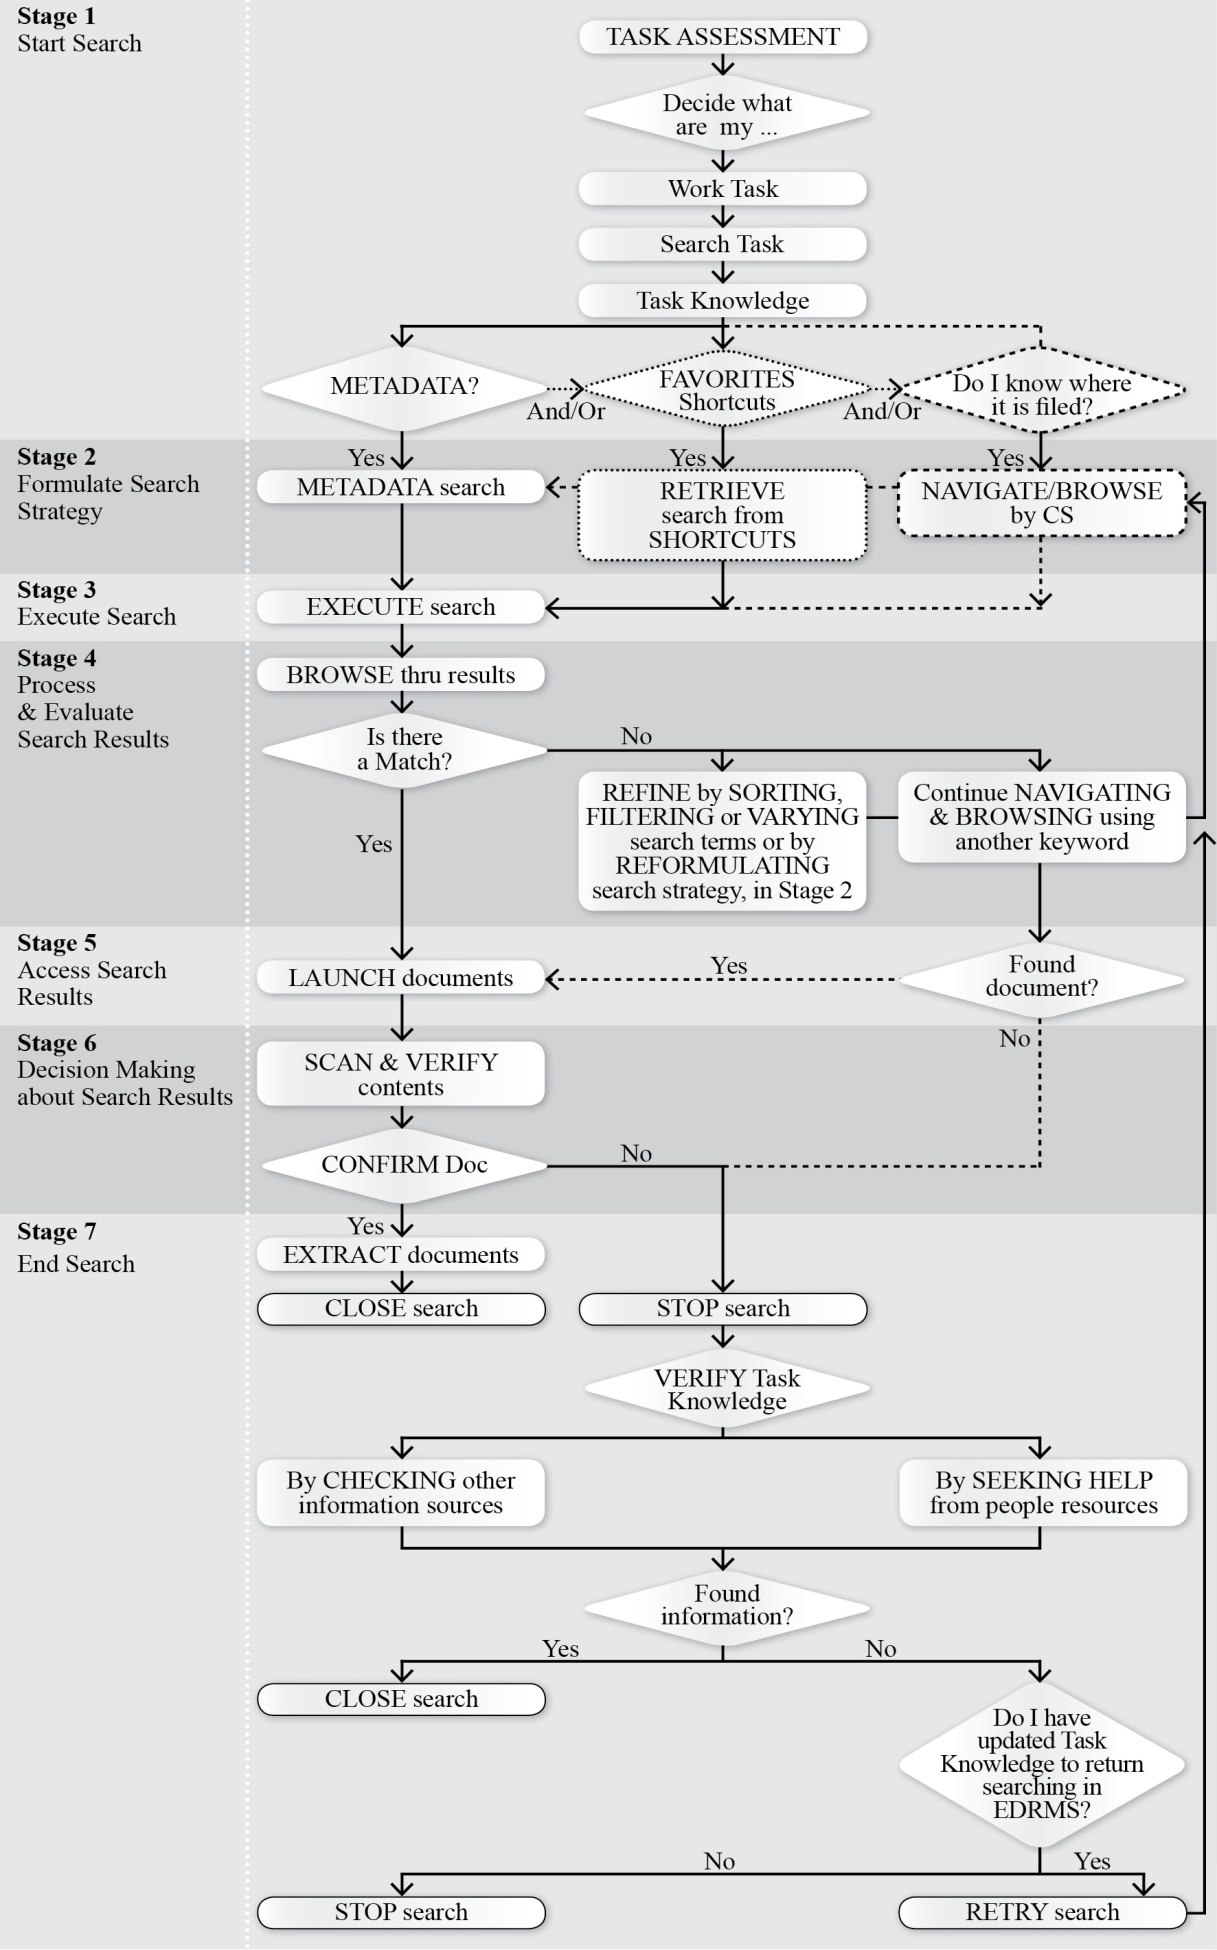 Stage 1
Start Search
TASK ASSESSMENT
Decide what
are my ...
Work Task
Search Task
Task Knowledge
METADATA?
And/Or
FAVORITES
Shortcuts
And/Or
Do I know where
it is filed?
Stage 2
Formulate Search
Strategy
Yes
METADATA search
Yes
RETRIEVE
search from
SHORTCUTS
Yes
NAVIGATE/BROWSE
by CS
Stage 3
Execute Search
EXECUTE search
Stage 4
Process
& Evaluate
Search Results
BROWSE thru results
Is there
a Match?
No
Yes
REFINE by SORTING,
FILTERING or VARYING
search terms or by
REFORMULATING
search strategy, in Stage 2
Continue NAVIGATING
& BROWSING using
another keyword
Stage 5
Access Search
Results
LAUNCH documents
Yes
Found
document?
No
Stage 6
Decision Making
about Search Results
SCAN & VERIFY
contents
CONFIRM Doc
No
Stage 7
End Search
Yes
EXTRACT documents
CLOSE search
STOP search
VERIFY Task
Knowledge
By CHECKING other
information sources
By SEEKING HELP
from people resources
Found
information?
Yes
No
CLOSE search
Do I have
updated Task
Knowledge to return
searching in
EDRMS?
No
Yes
STOP search
RETRY search